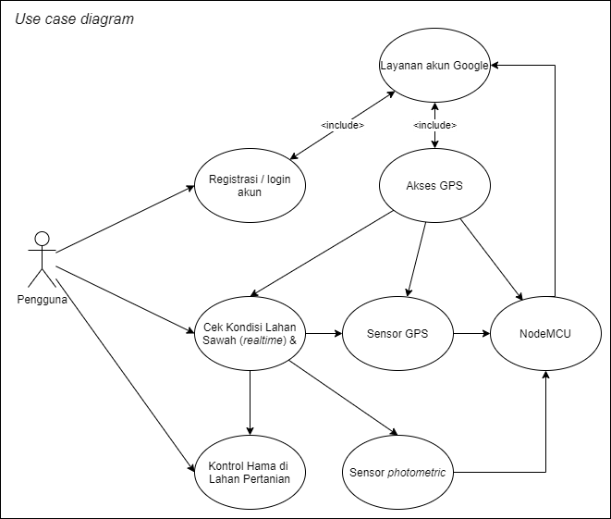 Use case diagram
Layanan akun Google
<include>
<include>
Registrasi / login
akun
Akses GPS
Pengguna
Cek Kondisi Lahan
Sawah (realtime) &
Sensor GPS
NodeMCU
Kontrol Hama di
Lahan Pertanian
Sensor photometric